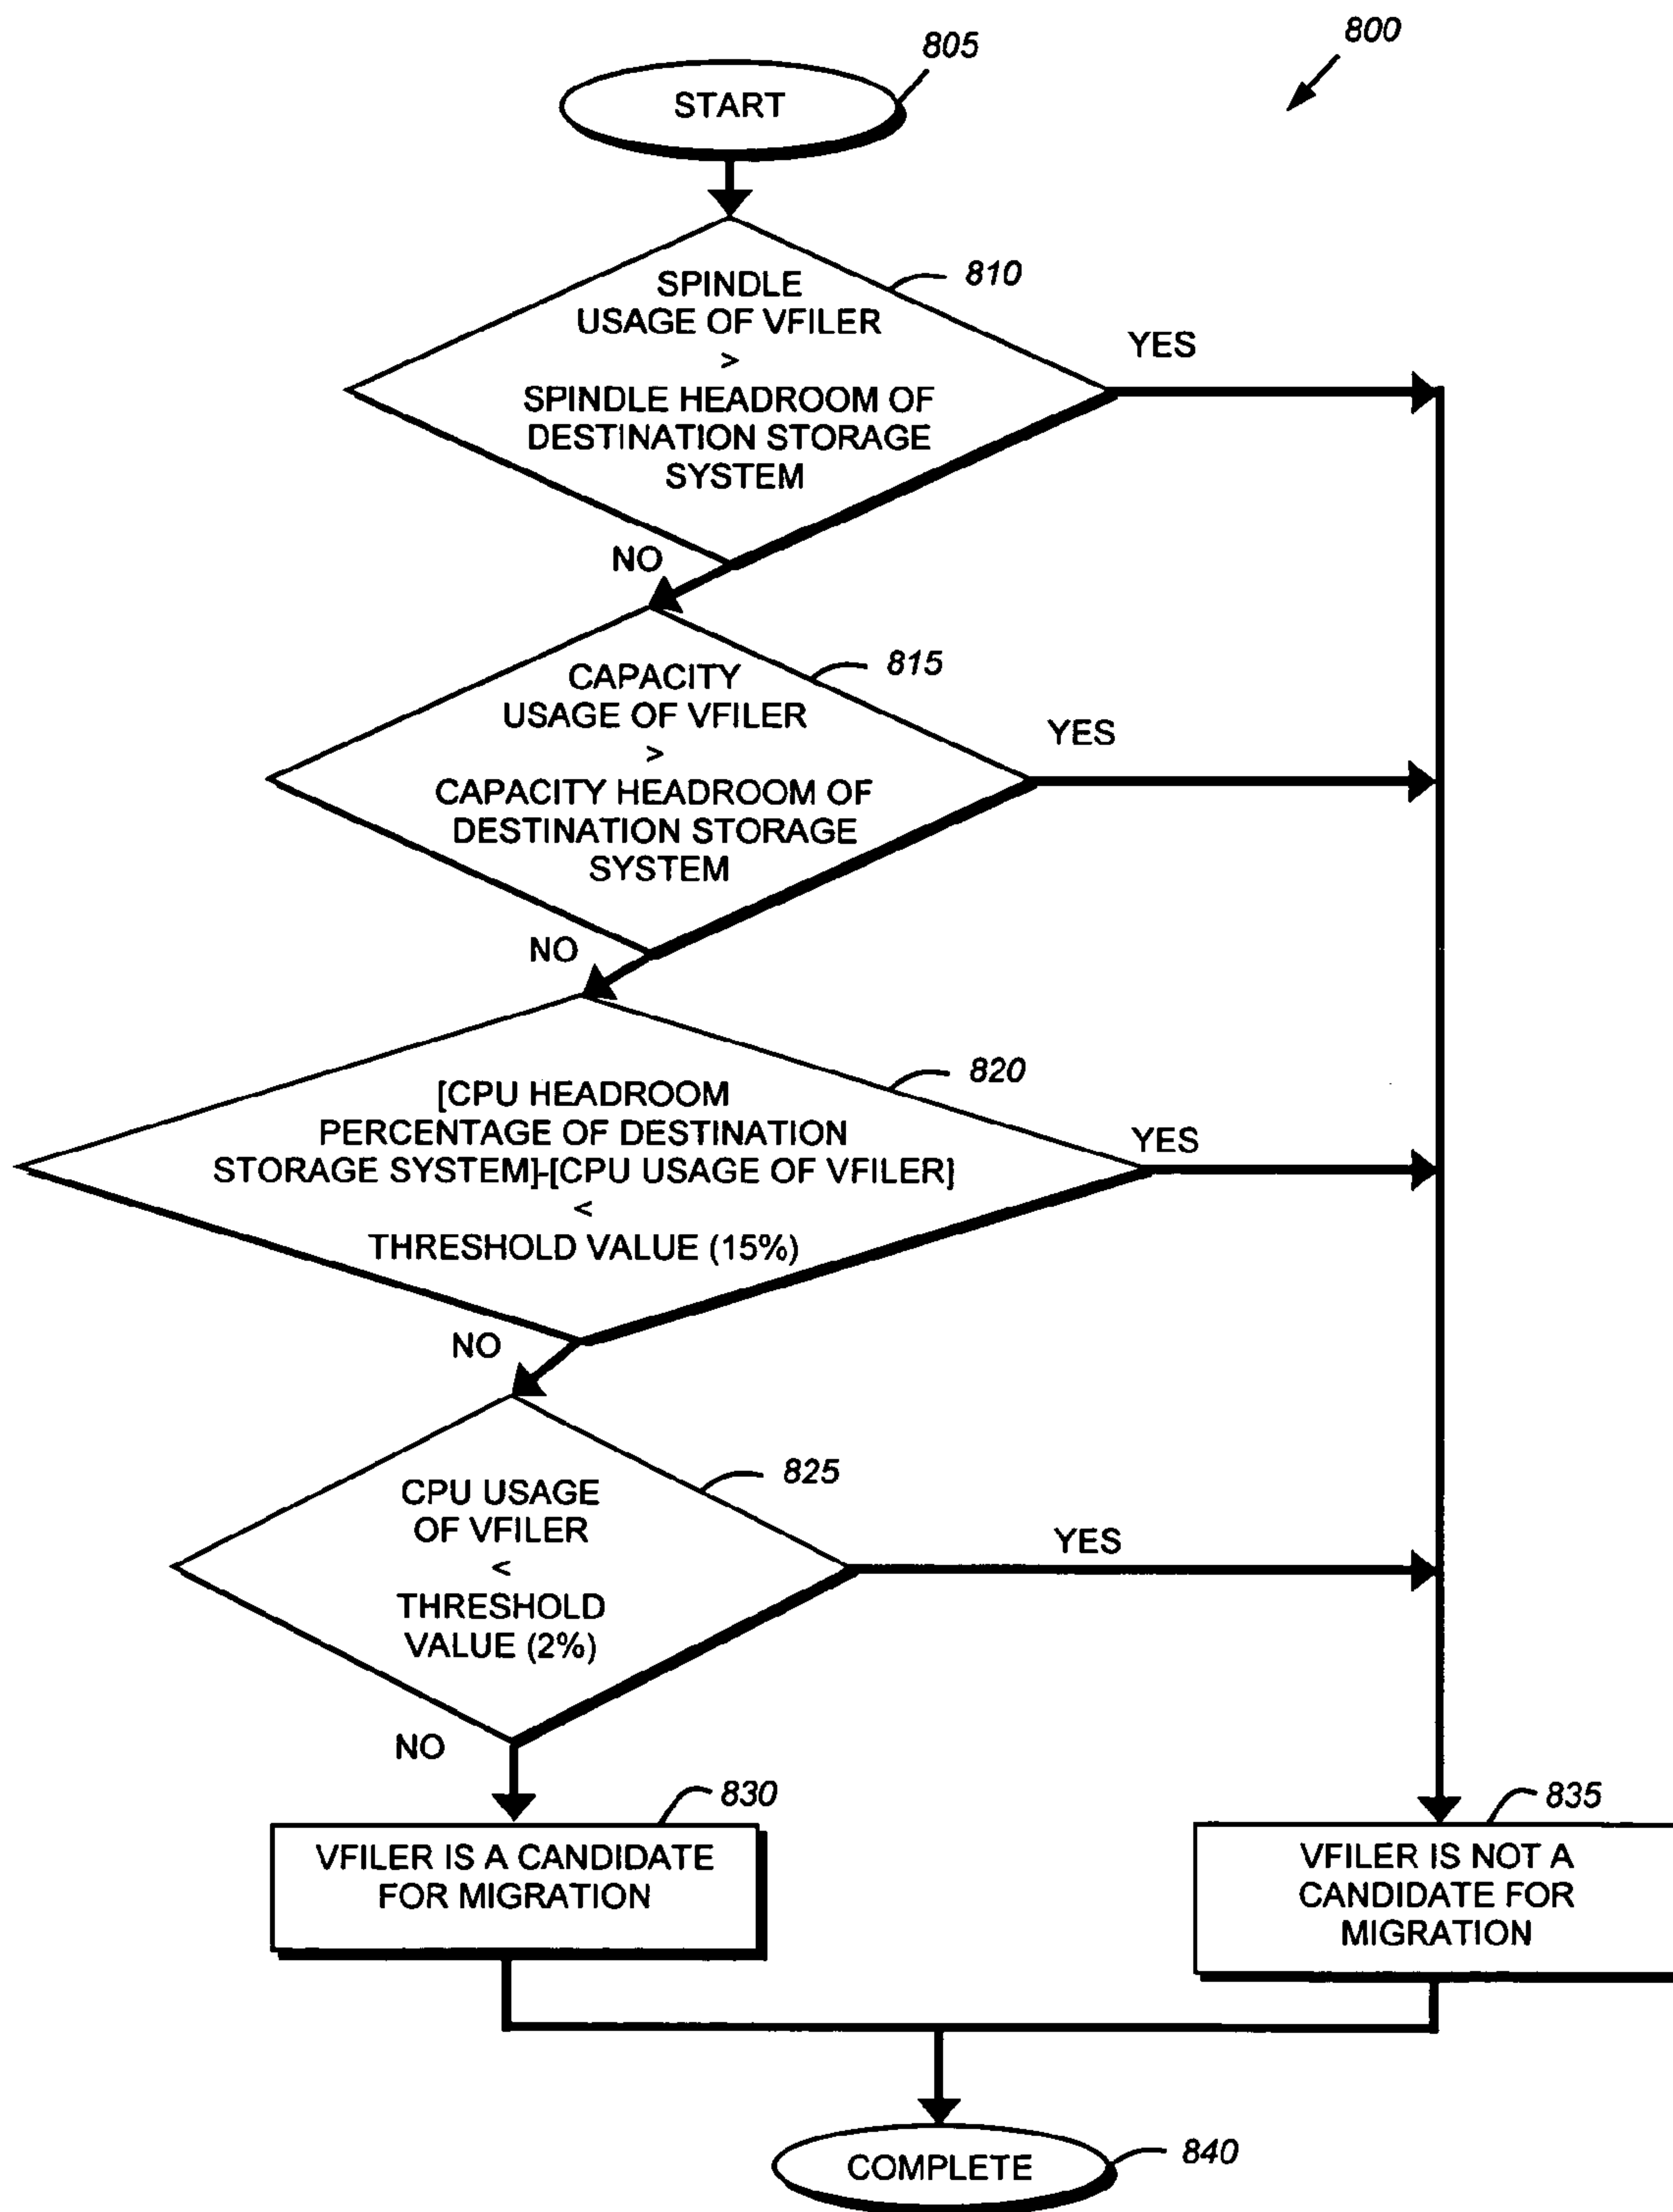 800
805
START
810
SPINDLE
USAGE OF VFILER
>
SPINDLE HEADROOM OF
DESTINATION STORAGE
SYSTEM
YES
NO
815
CAPACITY
USAGE OF VFILER
>
CAPACITY HEADROOM OF
DESTINATION STORAGE
SYSTEM
YES
NO
820
[CPU HEADROOM
PERCENTAGE OF DESTINATION
STORAGE SYSTEM]-[CPU USAGE OF VFILER]
<
THRESHOLD VALUE (15%)
YES
NO
825
CPU USAGE
OF VFILER
<
THRESHOLD
VALUE (2%)
YES
NO
830
VFILER IS A CANDIDATE
FOR MIGRATION
835
VFILER IS NOT A
CANDIDATE FOR
MIGRATION
COMPLETE
840